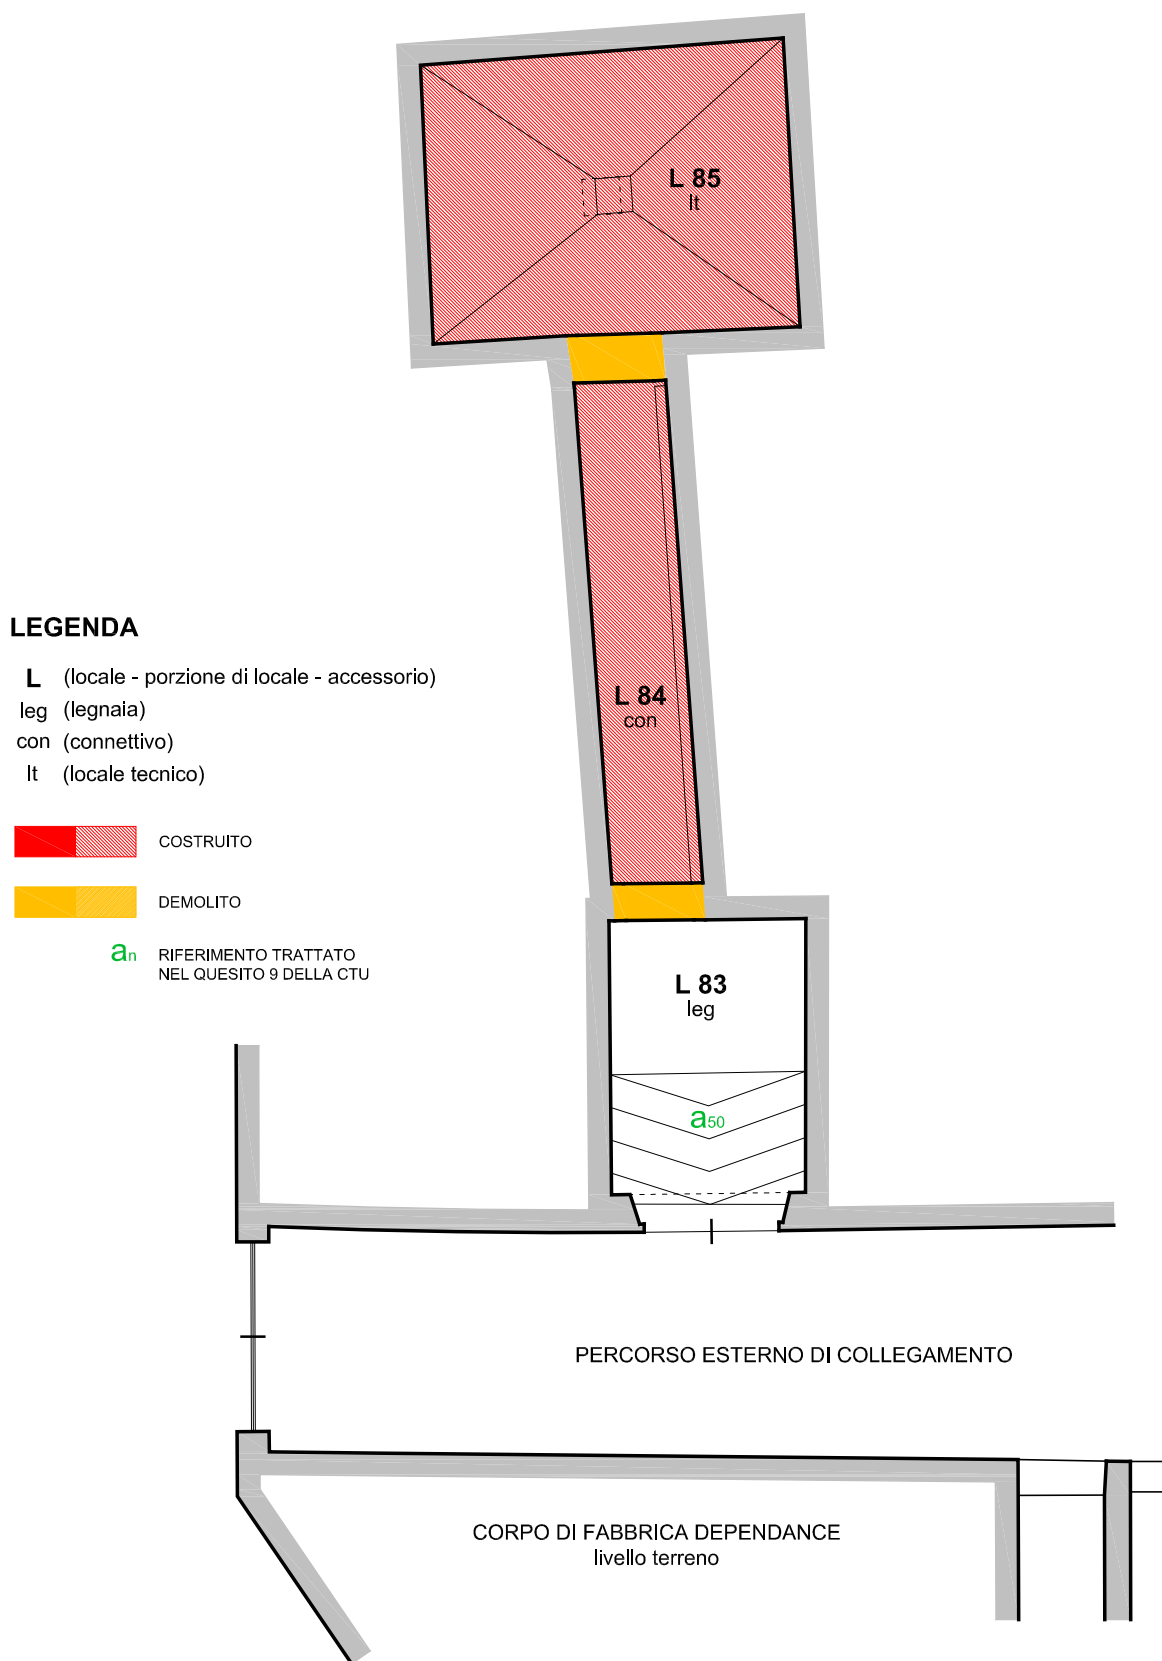 L 85
lt
LEGENDA
L (locale - porzione di locale - accessorio)
leg (legnaia)
con (connettivo)
lt (locale tecnico)
L 84
con
COSTRUITO
DEMOLITO
an RIFERIMENTO TRATTATO
NEL QUESITO 9 DELLA CTU
L 83
leg
a50
PERCORSO ESTERNO DI COLLEGAMENTO
CORPO DI FABBRICA DEPENDANCE
livello terreno